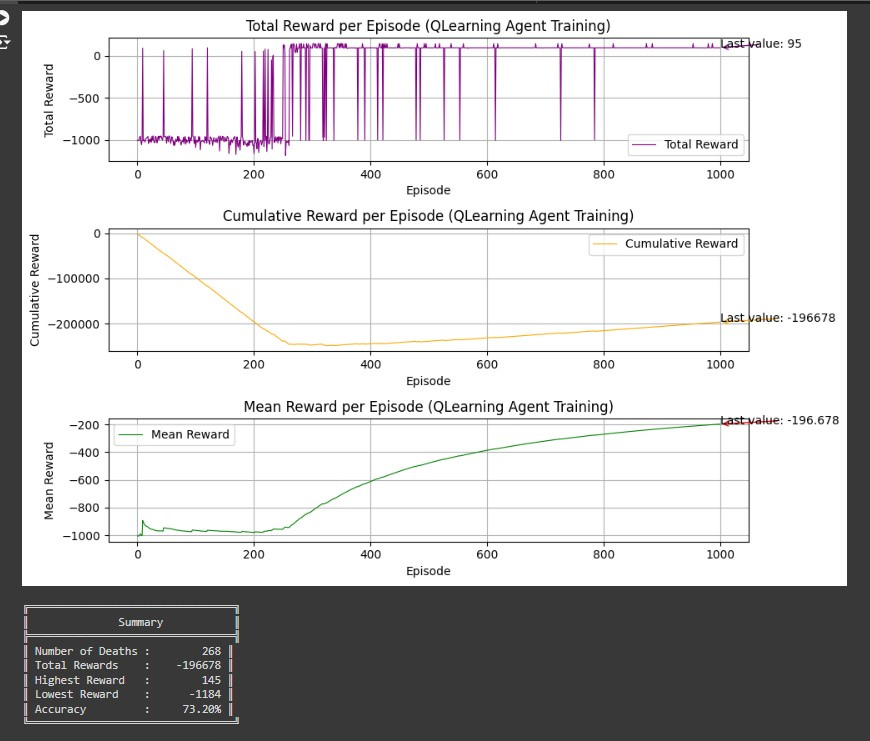 Total Reward per Episode (QLearning Agent Training)
Last value: 95
0
−500
−1000
Total Reward
Total Reward
0 200 400 600 800 1000
Episode
Cumulative Reward per Episode (QLearning Agent Training)
0
−100000
−200000
Cumulative Reward
Cumulative Reward
Last value: -196678
0 200 400 600 800 1000
Episode
Mean Reward per Episode (QLearning Agent Training)
Last value: -196.678
−200
−400
−600
−800
−1000
Mean Reward
Mean Reward
0 200 400 600 800 1000
Episode
Summary
Number of Deaths : 268
Total Rewards : -196678
Highest Reward : 145
Lowest Reward : -1184
Accuracy : 73.20%